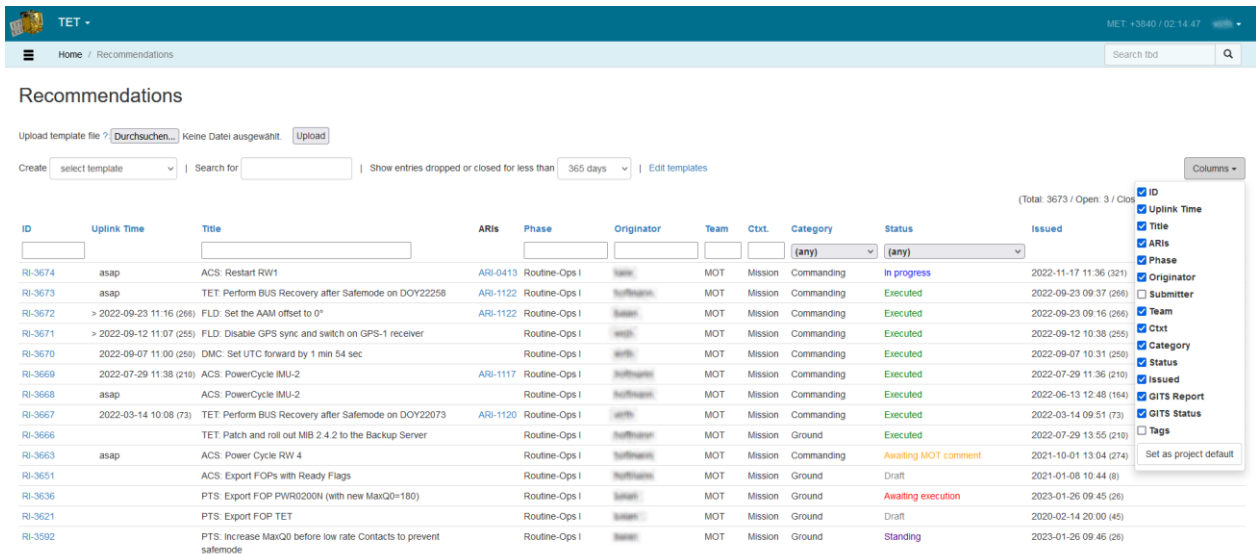 TET
MET: +3840 / 02:14:47
Home / Recommendations
Search tbd
Recommendations
Upload template file ?: Durchsuchen... Keine Datei ausgewählt. Upload
Create select template | Search for | Show entries dropped or closed for less than 365 days | Edit templates
Columns
(Total: 3673 / Open: 3 / Clos
ID
Uplink Time
Title
ARIs
Phase
Originator
Submitter
Team
Ctxt
Category
Status
Issued
GITS Report
GITS Status
Tags
Set as project default
ID Uplink Time Title ARIs Phase Originator Team Ctxt. Category Status Issued
(any) (any)
RI-3674 asap ACS: Restart RW1 ARI-0413 Routine-Ops I MOT Mission Commanding In progress 2022-11-17 11:36 (321)
RI-3673 asap TET: Perform BUS Recovery after Safemode on DOY22258 ARI-1122 Routine-Ops I MOT Mission Commanding Executed 2022-09-23 09:37 (266)
RI-3672 > 2022-09-23 11:16 (266) FLD: Set the AAM offset to 0° ARI-1122 Routine-Ops I MOT Mission Commanding Executed 2022-09-23 09:16 (266)
RI-3671 > 2022-09-12 11:07 (255) FLD: Disable GPS sync and switch on GPS-1 receiver Routine-Ops I MOT Mission Commanding Executed 2022-09-12 10:38 (255)
RI-3670 2022-09-07 11:00 (250) DMC: Set UTC forward by 1 min 54 sec Routine-Ops I MOT Mission Commanding Executed 2022-09-07 10:31 (250)
RI-3669 2022-07-29 11:38 (210) ACS: PowerCycle IMU-2 ARI-1117 Routine-Ops I MOT Mission Commanding Executed 2022-07-29 11:36 (210)
RI-3668 asap ACS: PowerCycle IMU-2 Routine-Ops I MOT Mission Commanding Executed 2022-06-13 12:48 (164)
RI-3667 2022-03-14 10:08 (73) TET: Perform BUS Recovery after Safemode on DOY22073 ARI-1120 Routine-Ops I MOT Mission Commanding Executed 2022-03-14 09:51 (73)
RI-3666 TET: Patch and roll out MIB 2.4.2 to the Backup Server Routine-Ops I MOT Mission Ground Executed 2022-07-29 13:55 (210)
RI-3663 asap ACS: Power Cycle RW 4 Routine-Ops I MOT Mission Commanding Awaiting MOT comment 2021-10-01 13:04 (274)
RI-3651 ACS: Export FOPs with Ready Flags Routine-Ops I MOT Mission Ground Draft 2021-01-08 10:44 (8)
RI-3636 PTS: Export FOP PWR0200N (with new MaxQ0=180) Routine-Ops I MOT Mission Ground Awaiting execution 2023-01-26 09:45 (26)
RI-3621 PTS: Export FOP TET Routine-Ops I MOT Mission Ground Draft 2020-02-14 20:00 (45)
RI-3592 PTS: Increase MaxQ0 before low rate Contacts to prevent Routine-Ops I MOT Mission Ground Standing 2023-01-26 09:46 (26)
safemode